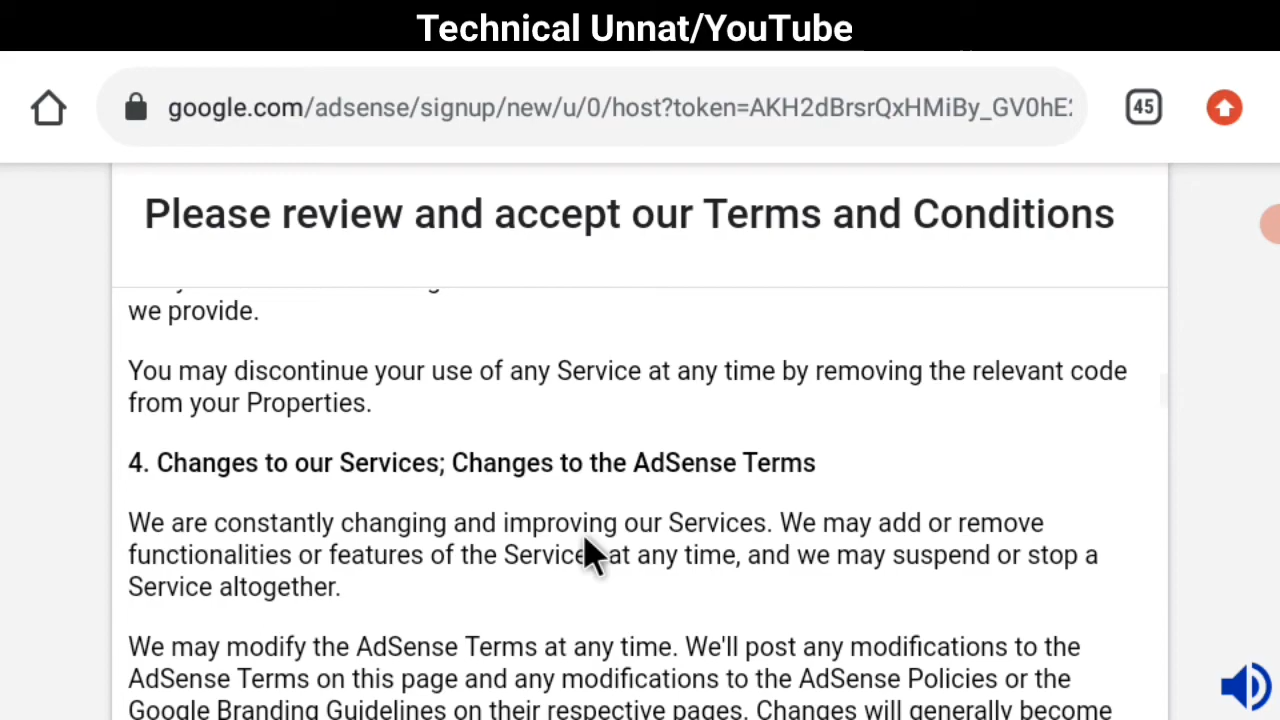 Technical Unnat/YouTube
google.com/adsense/signup/new/u/0/host?token=AKH2dBrsrQxHMiBy_GV0hE
45
Please review and accept our Terms and Conditions
we provide.
You may discontinue your use of any Service at any time by removing the relevant code
from your Properties.
4. Changes to our Services; Changes to the AdSense Terms
We are constantly changing and improving our Services. We may add or remove
functionalities or features of the Services at any time, and we may suspend or stop a
Service altogether.
We may modify the AdSense Terms at any time. We'll post any modifications to the
AdSense Terms on this page and any modifications to the AdSense Policies or the
Google Branding Guidelines on their respective pages. Changes will generally become